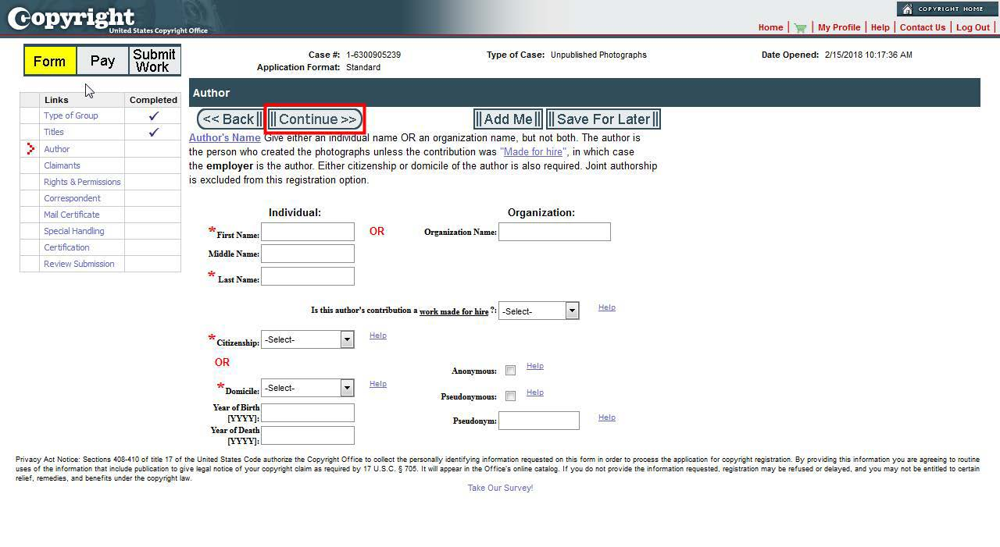 Copyright
United States Copyright Office
COPYRIGHT HOME
Home | | My Profile | Help | Contact Us | Log Out |
Form
Pay
Submit
Work
Case #: 1-6300905239 Type of Case: Unpublished Photographs Date Opened: 2/15/2018 10:17:36 AM
Application Format: Standard
Links Completed
Type of Group ✓
Titles ✓
Author
Claimants
Rights & Permissions
Correspondent
Mail Certificate
Special Handling
Certification
Review Submission
Author
<< Back Continue >> Add Me Save For Later
Author's Name Give either an individual name OR an organization name, but not both. The author is
the person who created the photographs unless the contribution was "Made for hire", in which case
the employer is the author. Either citizenship or domicile of the author is also required. Joint authorship
is excluded from this registration option.
Individual: Organization:
*First Name: OR Organization Name:
Middle Name:
*Last Name:
Is this author's contribution a work made for hire ?: -Select- Help
*Citizenship: -Select- Help
OR
Anonymous: Help
*Domicile: -Select- Help
Pseudonymous: Help
Year of Birth
[YYYY]:
Pseudonym: Help
Year of Death
[YYYY]:
Privacy Act Notice: Sections 408-410 of title 17 of the United States Code authorize the Copyright Office to collect the personally identifying information requested on this form in order to process the application for copyright registration. By providing this information you are agreeing to routine
uses of the information that include publication to give legal notice of your copyright claim as required by 17 U.S.C. § 705. It will appear in the Office's online catalog. If you do not provide the information requested, registration may be refused or delayed, and you may not be entitled to certain
relief, remedies, and benefits under the copyright law.
Take Our Survey!